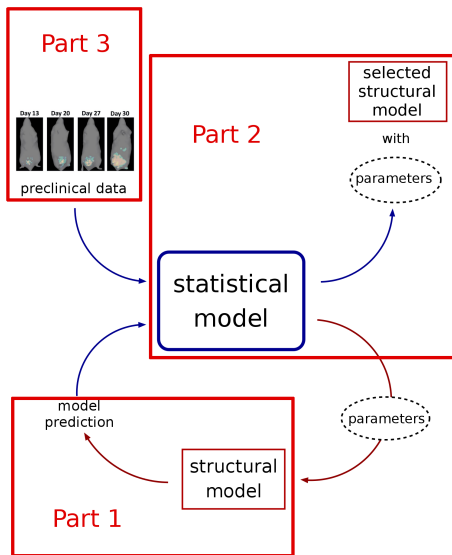 Part 3
Day 13 Day 20 Day 27 Day 30
preclinical data
Part 2
selected
structural
model
with
parameters
statistical
model
model
prediction
parameters
structural
model
Part 1